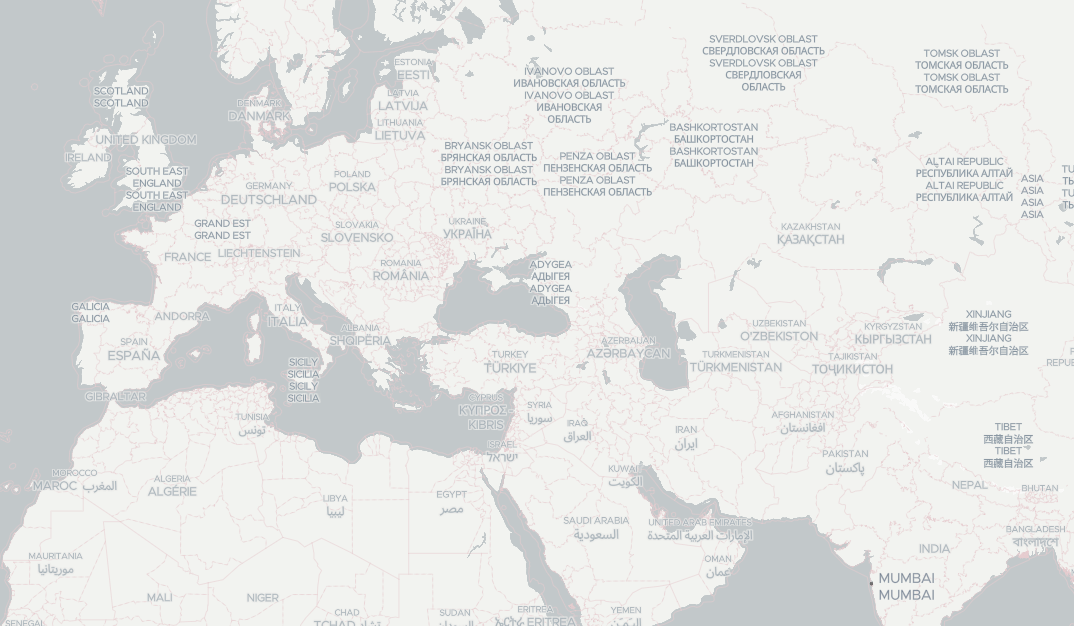 SVERDLOVSK OBLAST
СВЕРДЛОВСКАЯ ОБЛАСТЬ
SVERDLOVSK OBLAST
СВЕРДЛОВСКАЯ
ОБЛАСТЬ
TOMSK OBLAST
ТОМСКАЯ ОБЛАСТЬ
TOMSK OBLAST
ТОМСКАЯ ОБЛАСТЬ
ESTONIA
EESTI
IVANOVO OBLAST
ИВАНОВСКАЯ ОБЛАСТЬ
IVANOVO OBLAST
ИВАНОВСКАЯ
ОБЛАСТЬ
SCOTLAND
SCOTLAND
LATVIA
LATVIJA
DENMARK
DANMARK
LITHUANIA
LIETUVA
BASHKORTOSTAN
БАШКОРТОСТАН
BASHKORTOSTAN
БАШКОРТОСТАН
UNITED KINGDOM
IRELAND
BRYANSK OBLAST
БРЯНСКАЯ ОБЛАСТЬ
BRYANSK OBLAST
БРЯНСКАЯ ОБЛАСТЬ
PENZA OBLAST
ПЕНЗЕНСКАЯ ОБЛАСТЬ
PENZA OBLAST
ПЕНЗЕНСКАЯ ОБЛАСТЬ
ALTAI REPUBLIC
РЕСПУБЛИКА АЛТАЙ
ALTAI REPUBLIC
РЕСПУБЛИКА АЛТАЙ
ASIA
ASIA
ASIA
ASIA
SOUTH EAST
ENGLAND
SOUTH EAST
ENGLAND
POLAND
POLSKA
GERMANY
DEUTSCHLAND
GRAND EST
GRAND EST
SLOVAKIA
SLOVENSKO
UKRAINE
УКРАЇНА
KAZAKHSTAN
ҚАЗАҚСТАН
FRANCE
LIECHTENSTEIN
ROMANIA
ROMÂNIA
ADYGEA
АДЫГЕЯ
ADYGEA
АДЫГЕЯ
GALICIA
GALICIA
ANDORRA
ITALY
ITALIA
ALBANIA
SHQIPËRIA
XINJIANG
新疆維吾尔自治区
XINJIANG
新疆維吾尔自治区
UZBEKISTAN
O'ZBEKISTON
KYRGYZSTAN
КЫРГЫЗСТАН
SPAIN
ESPAÑA
AZERBAIJAN
AZƏRBAYCAN
TURKEY
TÜRKIYE
TURKMENISTAN
TÜRKMENISTAN
TAJIKISTAN
ТОҶИКИСТОН
SICILY
SICILIA
SICILY
SICILIA
GIBRALTAR
CYPRUS
ΚΎΠΡΟΣ -
KIBRIS
SYRIA
سوريا
TUNISIA
تونس
IRAQ
العراق
AFGHANISTAN
افغانستان
IRAN
ایران
TIBET
西藏自治区
TIBET
西藏自治区
ISRAEL
ישראל
PAKISTAN
پاکستان
KUWAIT
الكويت
MOROCCO
MAROC المغرب
ALGERIA
ALGÉRIE
NEPAL
BHUTAN
LIBYA
ليبيا
EGYPT
مصر
SAUDI ARABIA
السعودية
UNITED ARAB EMIRATES
الإمارات العربية المتحدة
BANGLADESH
বাংলাদেশ
INDIA
MAURITANIA
موريتانيا
OMAN
عمان
MUMBAI
MUMBAI
MALI
NIGER
CHAD
TCHAD تشاد
SUDAN
السودان
ERITREA
ERITREA
YEMEN
اليمن
SENEGAL